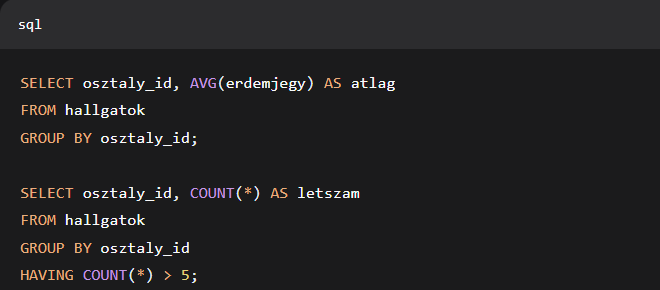 sql
SELECT osztaly_id, AVG(erdemjegy) AS atlag
FROM hallgatok
GROUP BY osztaly_id;
SELECT osztaly_id, COUNT(*) AS letszam
FROM hallgatok
GROUP BY osztaly_id
HAVING COUNT(*) > 5;